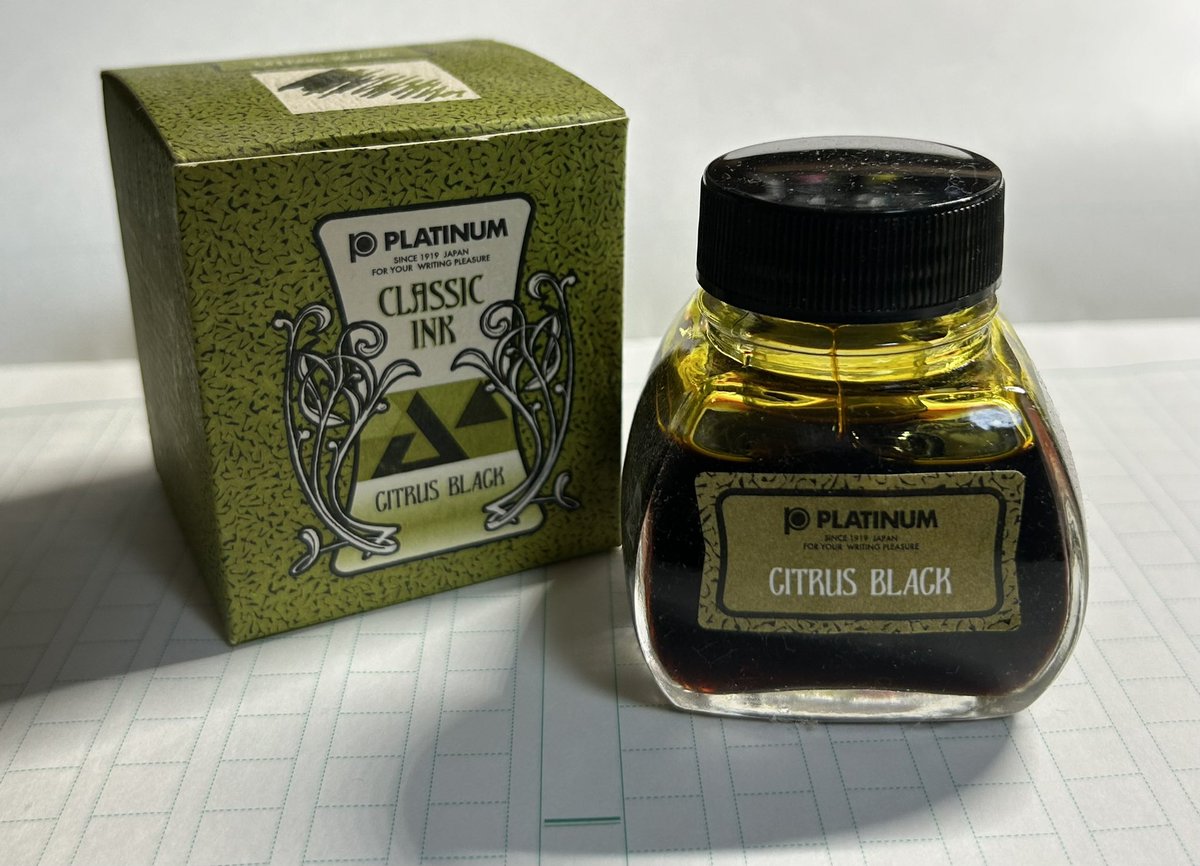 PLATINUM
SINCE 1919 JAPAN
FOR YOUR WRITING PLEASURE
CLASSIC
INK
CITRUS BLACK
PLATINUM
SINCE 1919 JAPAN
FOR YOUR WRITING PLEASURE
CITRUS BLACK